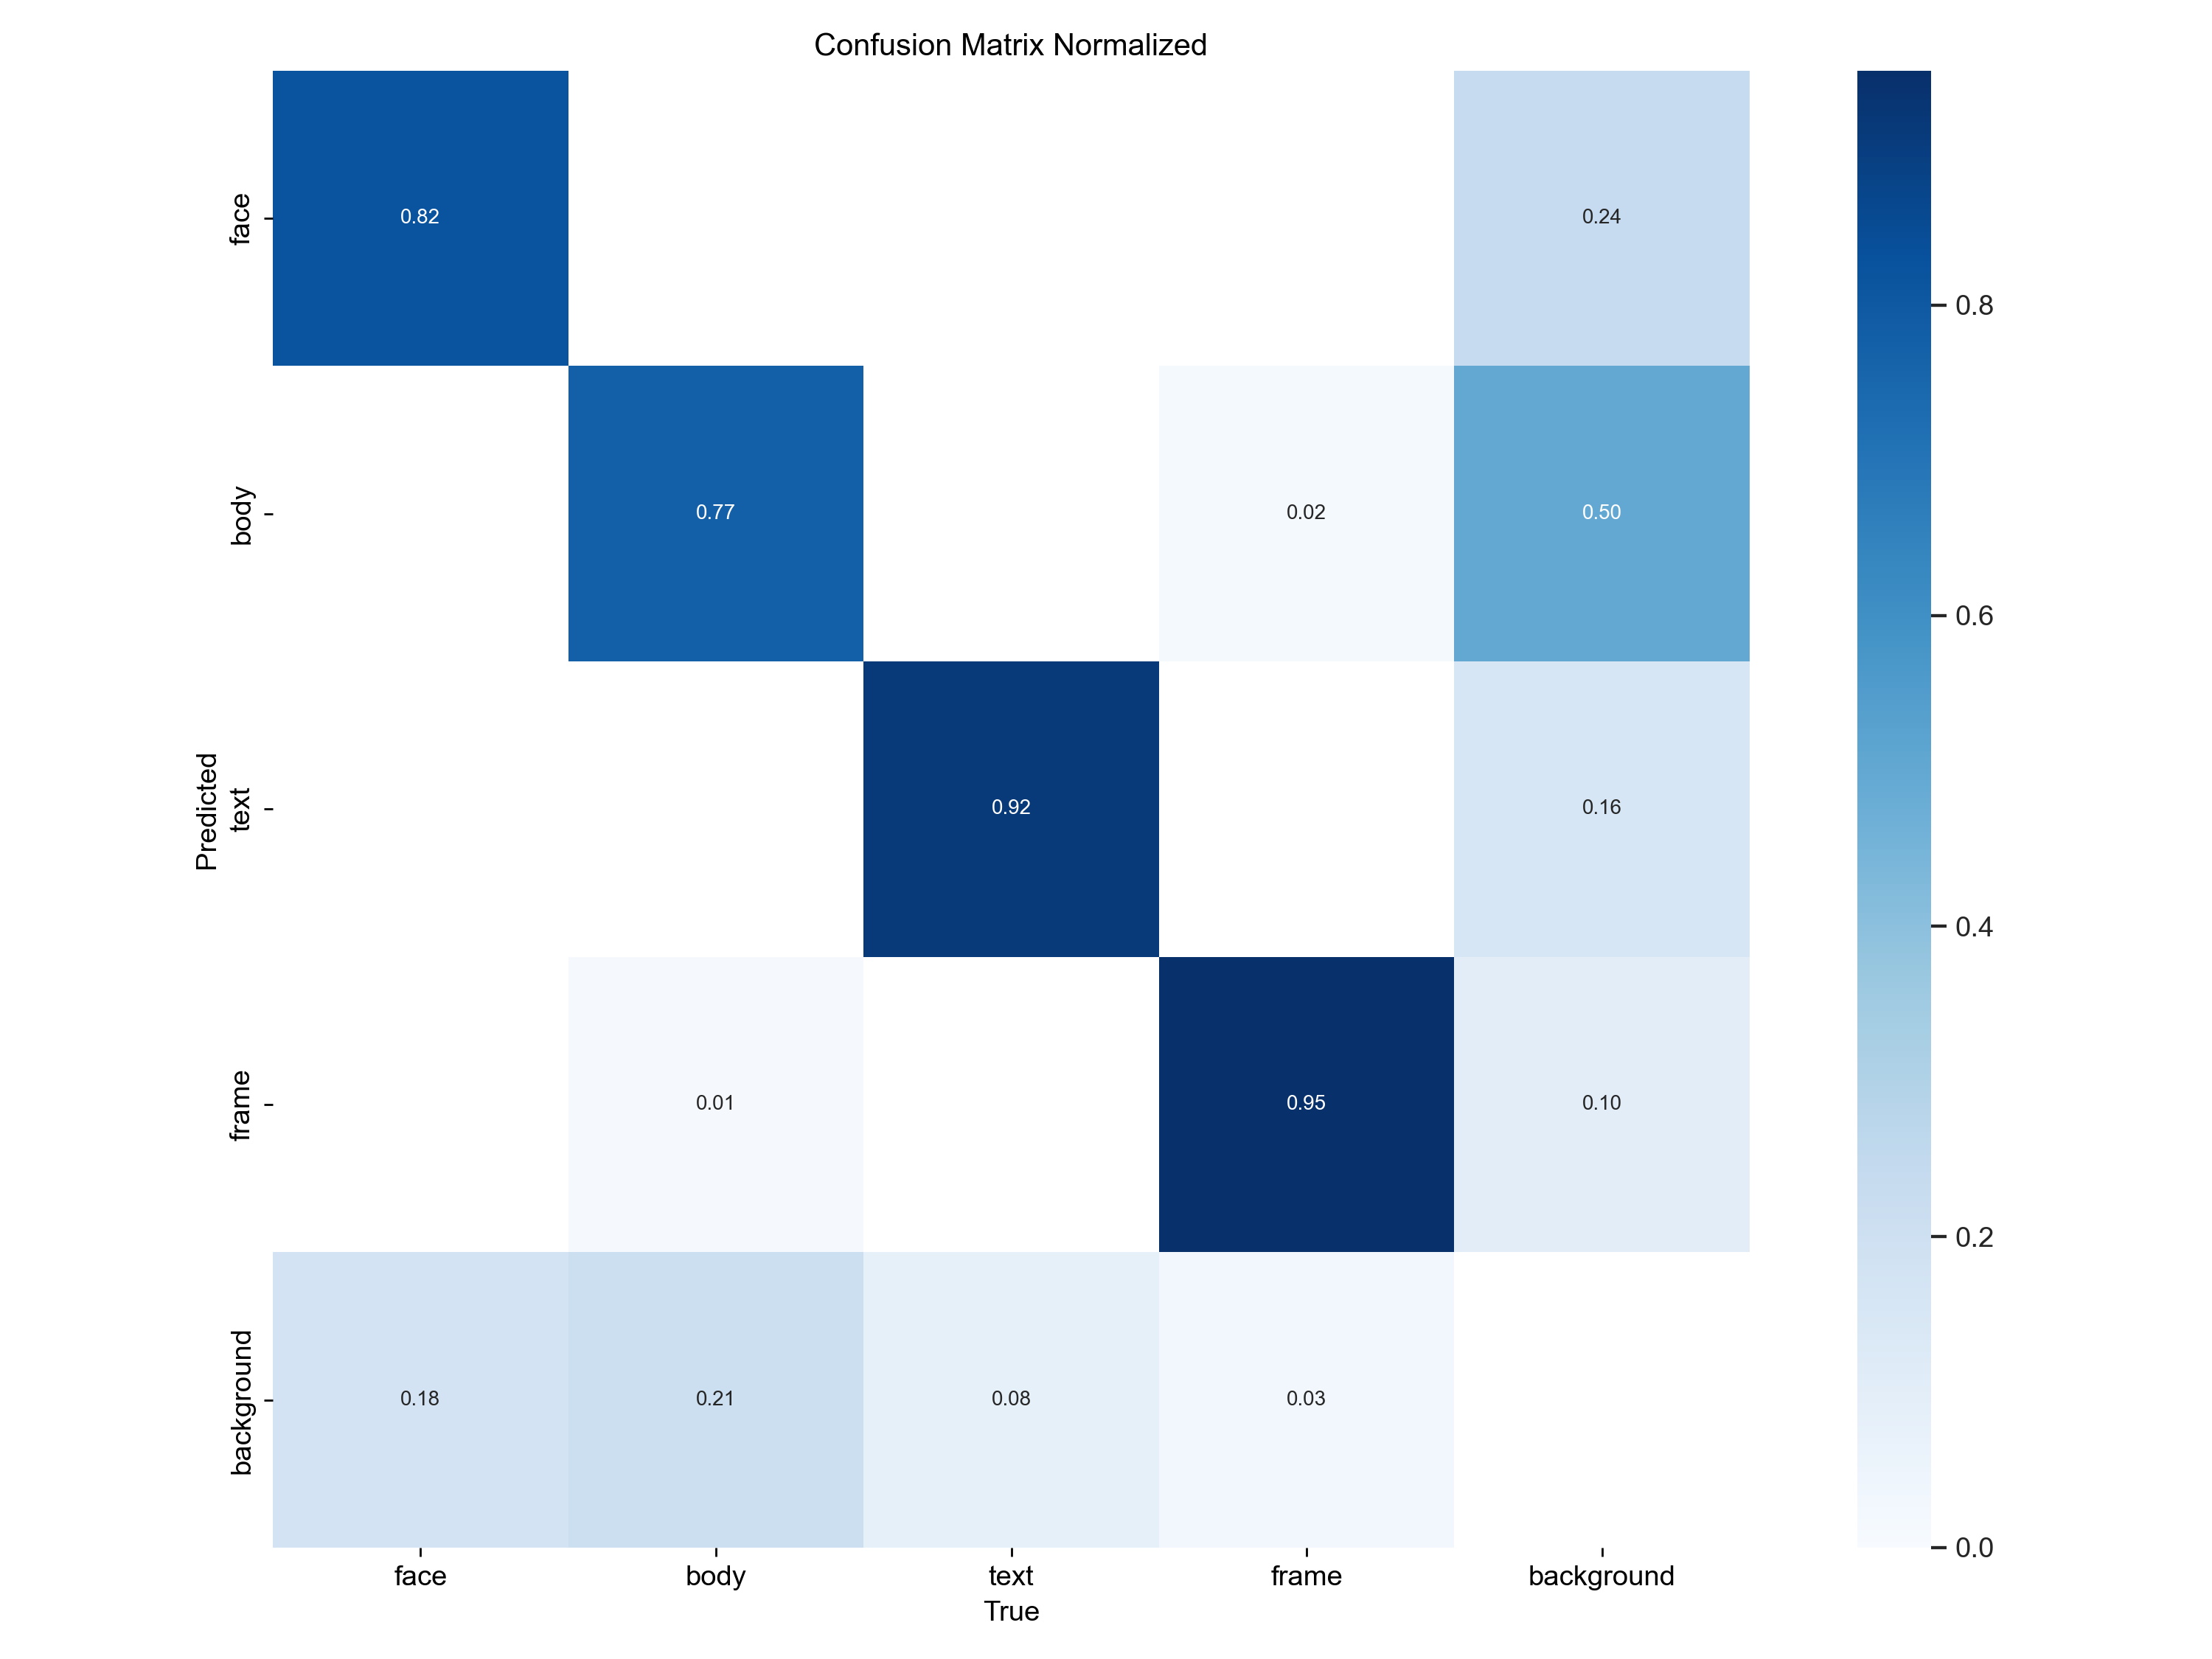 Confusion Matrix Normalized
face
0.82
0.24
0.8
body
0.77
0.02
0.50
0.6
Predicted
text
0.92
0.16
0.4
frame
0.01
0.95
0.10
0.2
background
0.18
0.21
0.08
0.03
0.0
face
body
text
frame
background
True